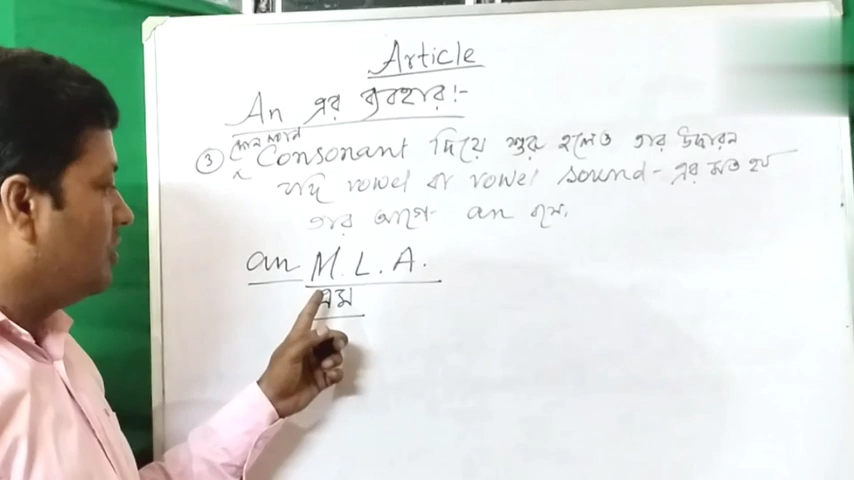 Article
An এর ব্যবহার:-
কোন শব্দের
③ Consonant দিয়ে শুরু হলেও তার উচ্চারন
যদি vowel বা vowel sound- এর মত হয়
তার আগে- an বসে.
an M.L.A.
এম